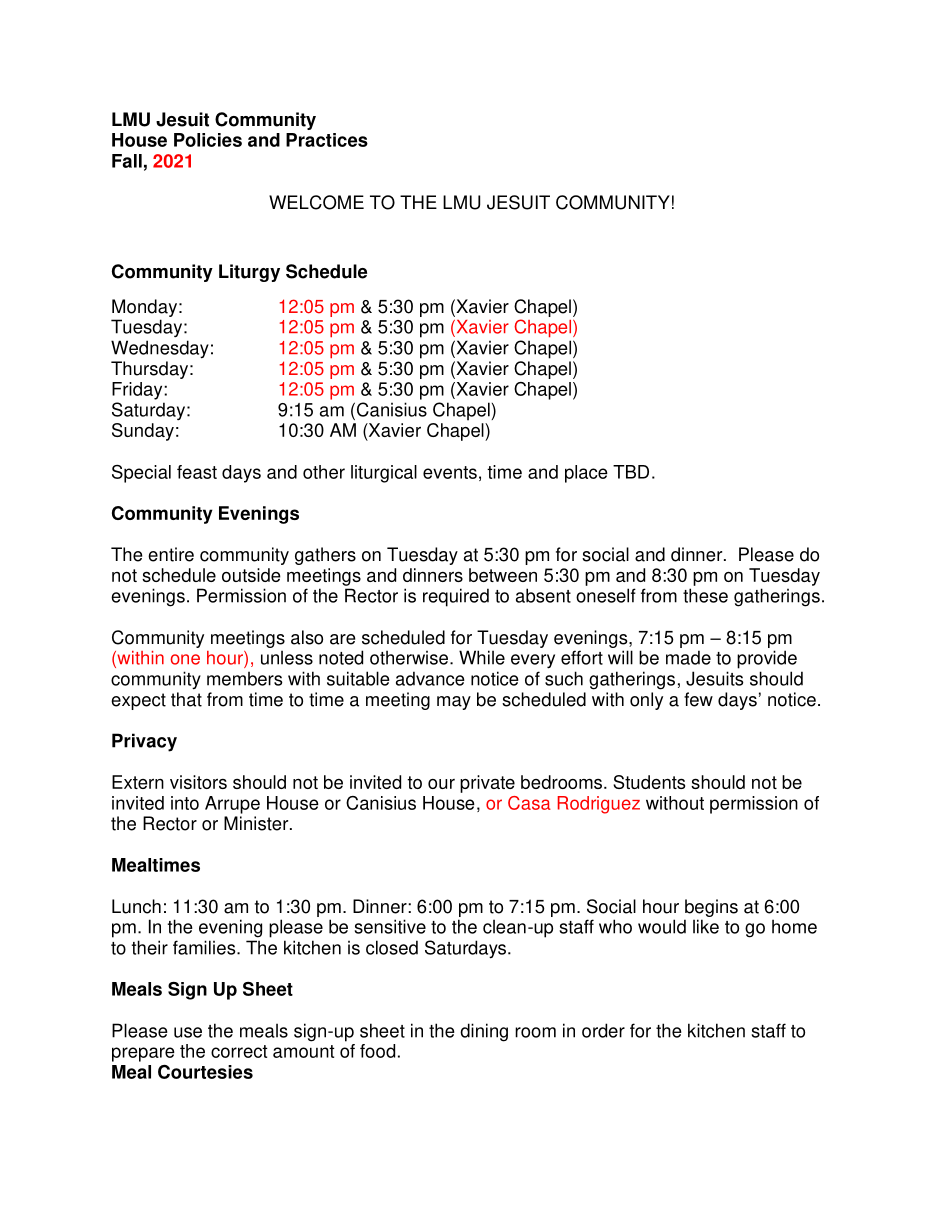 LMU Jesuit Community
House Policies and Practices
Fall, 2021
WELCOME TO THE LMU JESUIT COMMUNITY!
Community Liturgy Schedule
Monday: 12:05 pm & 5:30 pm (Xavier Chapel)
Tuesday: 12:05 pm & 5:30 pm (Xavier Chapel)
Wednesday: 12:05 pm & 5:30 pm (Xavier Chapel)
Thursday: 12:05 pm & 5:30 pm (Xavier Chapel)
Friday: 12:05 pm & 5:30 pm (Xavier Chapel)
Saturday: 9:15 am (Canisius Chapel)
Sunday: 10:30 AM (Xavier Chapel)
Special feast days and other liturgical events, time and place TBD.
Community Evenings
The entire community gathers on Tuesday at 5:30 pm for social and dinner.  Please do
not schedule outside meetings and dinners between 5:30 pm and 8:30 pm on Tuesday
evenings. Permission of the Rector is required to absent oneself from these gatherings.
Community meetings also are scheduled for Tuesday evenings, 7:15 pm – 8:15 pm
(within one hour), unless noted otherwise. While every effort will be made to provide
community members with suitable advance notice of such gatherings, Jesuits should
expect that from time to time a meeting may be scheduled with only a few days’ notice.
Privacy
Extern visitors should not be invited to our private bedrooms. Students should not be
invited into Arrupe House or Canisius House, or Casa Rodriguez without permission of
the Rector or Minister.
Mealtimes
Lunch: 11:30 am to 1:30 pm. Dinner: 6:00 pm to 7:15 pm. Social hour begins at 6:00
pm. In the evening please be sensitive to the clean-up staff who would like to go home
to their families. The kitchen is closed Saturdays.
Meals Sign Up Sheet
Please use the meals sign-up sheet in the dining room in order for the kitchen staff to
prepare the correct amount of food.
Meal Courtesies